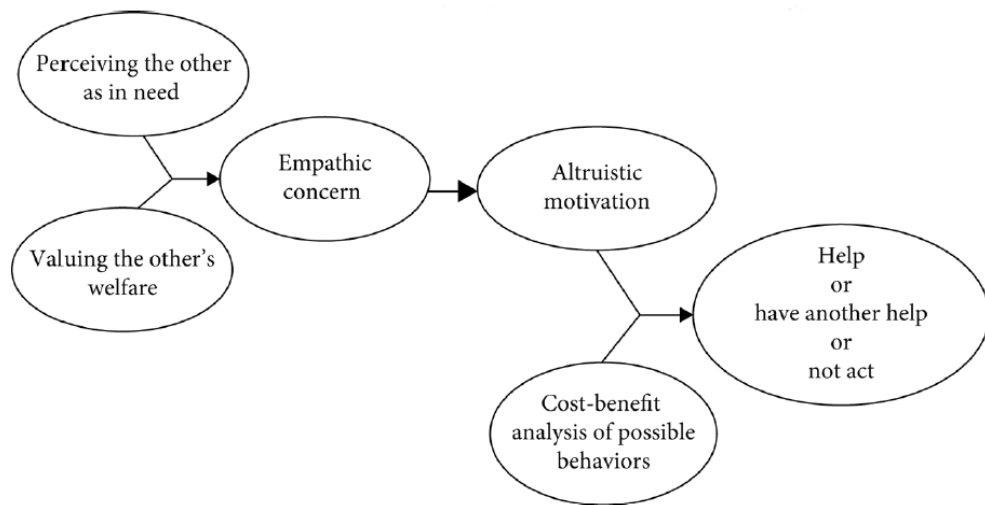 Perceiving the other
as in need
Empathic
concern
Valuing the other's
welfare
Altruistic
motivation
Help
or
have another help
or
not act
Cost-benefit
analysis of possible
behaviors